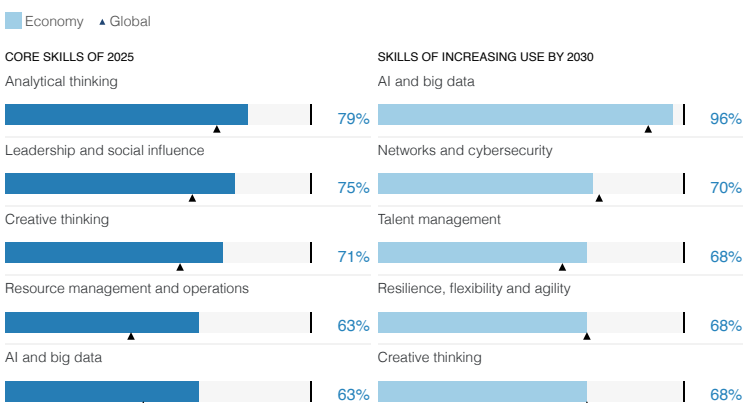 Economy Global
CORE SKILLS OF 2025
Analytical thinking
79%
Leadership and social influence
75%
Creative thinking
71%
Resource management and operations
63%
AI and big data
63%
SKILLS OF INCREASING USE BY 2030
AI and big data
96%
Networks and cybersecurity
70%
Talent management
68%
Resilience, flexibility and agility
68%
Creative thinking
68%